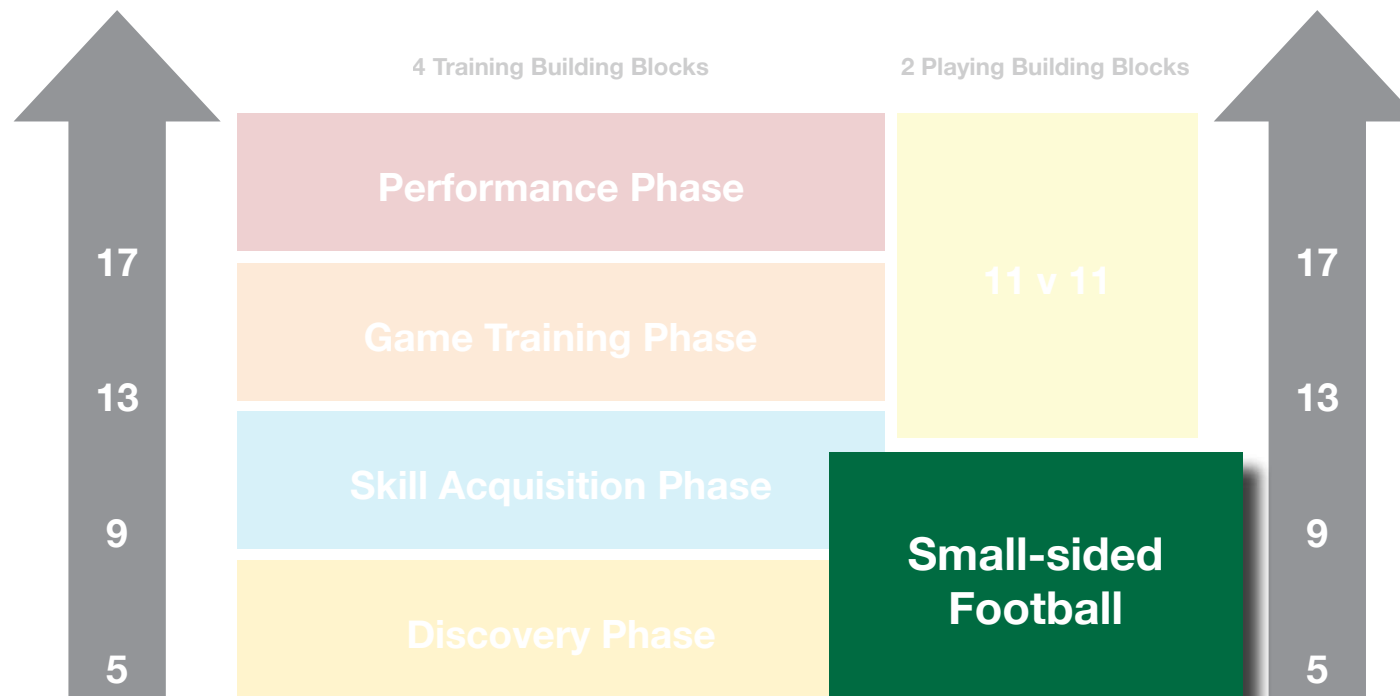 4 Training Building Blocks
2 Playing Building Blocks
Performance Phase
17
11 v 11
17
Game Training Phase
13
13
Skill Acquisition Phase
9
Small-sided
Football
9
Discovery Phase
5
5